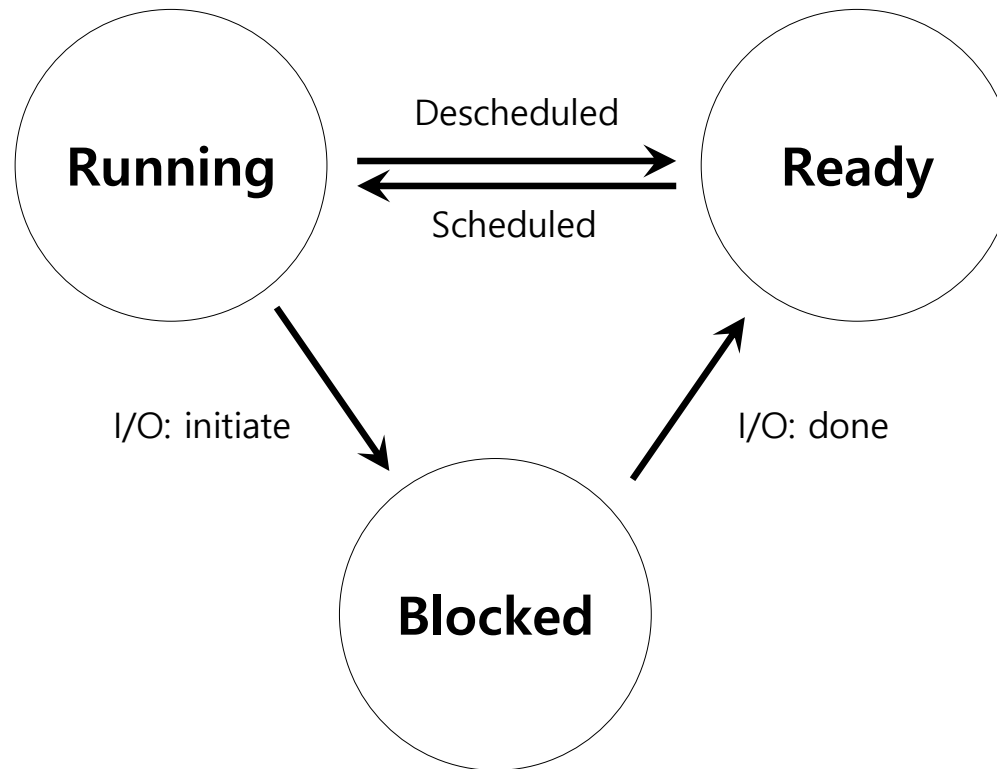 Descheduled
Running
Ready
Scheduled
I/O: initiate
I/O: done
Blocked